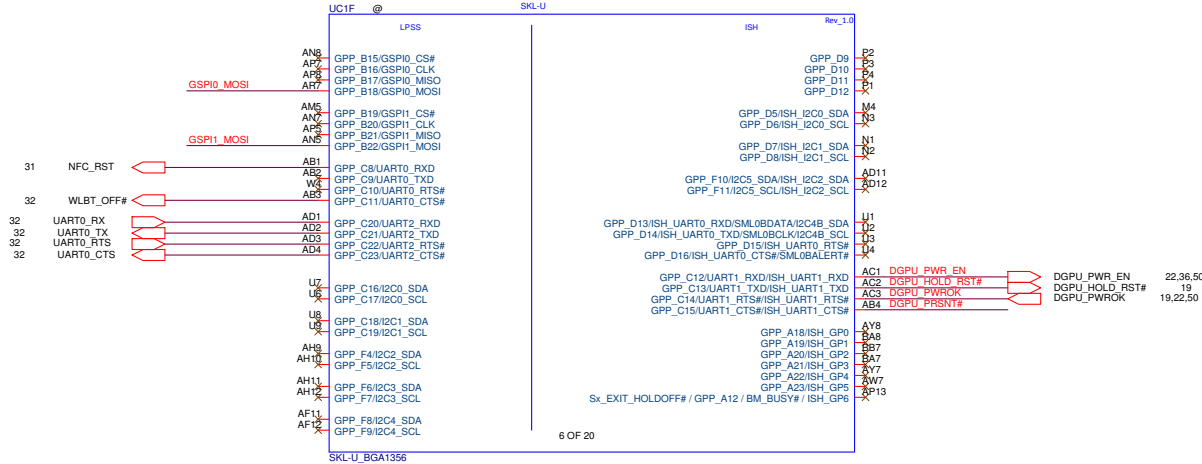 UC1F @ SKL-U
Rev_1.0
LPSS ISH
AN8 GPP_B15/GSPI0_CS# GPP_D9 P2
AP7 GPP_B16/GSPI0_CLK GPP_D10 P3
AP8 GPP_B17/GSPI0_MISO GPP_D11 P4
GSPI0_MOSI AR7 GPP_B18/GSPI0_MOSI GPP_D12 P1
AM5 GPP_B19/GSPI1_CS# GPP_D5/ISH_I2C0_SDA M4
AN7 GPP_B20/GSPI1_CLK GPP_D6/ISH_I2C0_SCL N3
AP5 GPP_B21/GSPI1_MISO
GSPI1_MOSI AN5 GPP_B22/GSPI1_MOSI GPP_D7/ISH_I2C1_SDA N1
GPP_D8/ISH_I2C1_SCL N2
31 NFC_RST AB1 GPP_C8/UART0_RXD
AB2 GPP_C9/UART0_TXD GPP_F10/I2C5_SDA/ISH_I2C2_SDA AD11
W4 GPP_C10/UART0_RTS# GPP_F11/I2C5_SCL/ISH_I2C2_SCL AD12
32 WLBT_OFF# AB3 GPP_C11/UART0_CTS#
32 UART0_RX AD1 GPP_C20/UART2_RXD GPP_D13/ISH_UART0_RXD/SML0BDATA/I2C4B_SDA U1
32 UART0_TX AD2 GPP_C21/UART2_TXD GPP_D14/ISH_UART0_TXD/SML0BCLK/I2C4B_SCL U2
32 UART0_RTS AD3 GPP_C22/UART2_RTS# GPP_D15/ISH_UART0_RTS# U3
32 UART0_CTS AD4 GPP_C23/UART2_CTS# GPP_D16/ISH_UART0_CTS#/SML0BALERT# U4
GPP_C12/UART1_RXD/ISH_UART1_RXD AC1 DGPU_PWR_EN DGPU_PWR_EN 22,36,50
U7 GPP_C16/I2C0_SDA GPP_C13/UART1_TXD/ISH_UART1_TXD AC2 DGPU_HOLD_RST# DGPU_HOLD_RST# 19
U6 GPP_C17/I2C0_SCL GPP_C14/UART1_RTS#/ISH_UART1_RTS# AC3 DGPU_PWROK DGPU_PWROK 19,22,50
GPP_C15/UART1_CTS#/ISH_UART1_CTS# AB4 DGPU_PRSNT#
U8 GPP_C18/I2C1_SDA
U9 GPP_C19/I2C1_SCL GPP_A18/ISH_GP0 AY8
GPP_A19/ISH_GP1 BA8
AH9 GPP_F4/I2C2_SDA GPP_A20/ISH_GP2 BB7
AH10 GPP_F5/I2C2_SCL GPP_A21/ISH_GP3 BA7
GPP_A22/ISH_GP4 AY7
AH11 GPP_F6/I2C3_SDA GPP_A23/ISH_GP5 AW7
AH12 GPP_F7/I2C3_SCL Sx_EXIT_HOLDOFF# / GPP_A12 / BM_BUSY# / ISH_GP6 AP13
AF11 GPP_F8/I2C4_SDA
AF12 GPP_F9/I2C4_SCL
6 OF 20
SKL-U_BGA1356